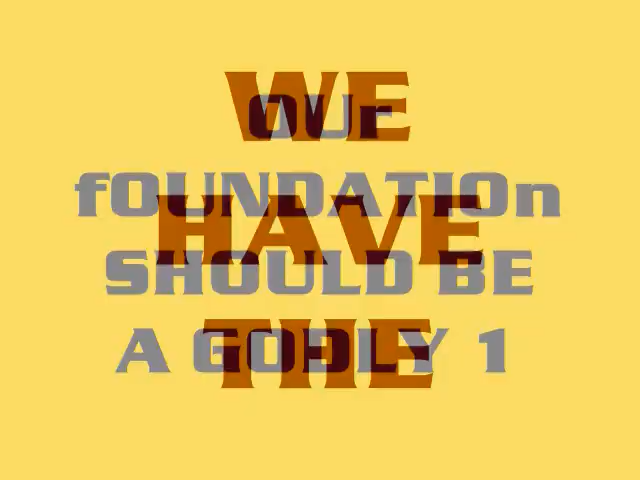 WE
OUr
fOUNDATIOn
HAVE
SHOULD BE
THE
A GODLY 1